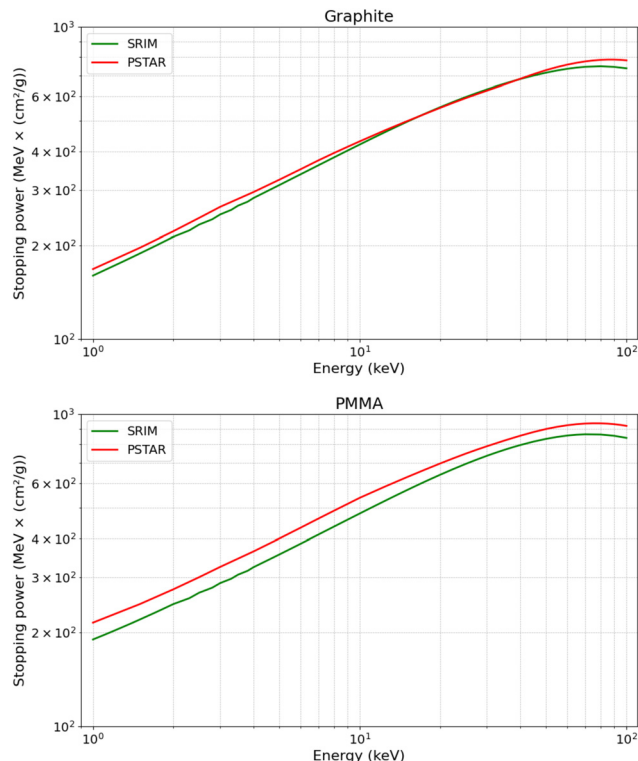 Graphite
Stopping power (MeV × (cm²/g))
10³
6 × 10²
4 × 10²
3 × 10²
2 × 10²
10²
SRIM
PSTAR
10⁰
10¹
10²
Energy (keV)
PMMA
Stopping power (MeV × (cm²/g))
10³
6 × 10²
4 × 10²
3 × 10²
2 × 10²
10²
SRIM
PSTAR
10⁰
10¹
10²
Energy (keV)